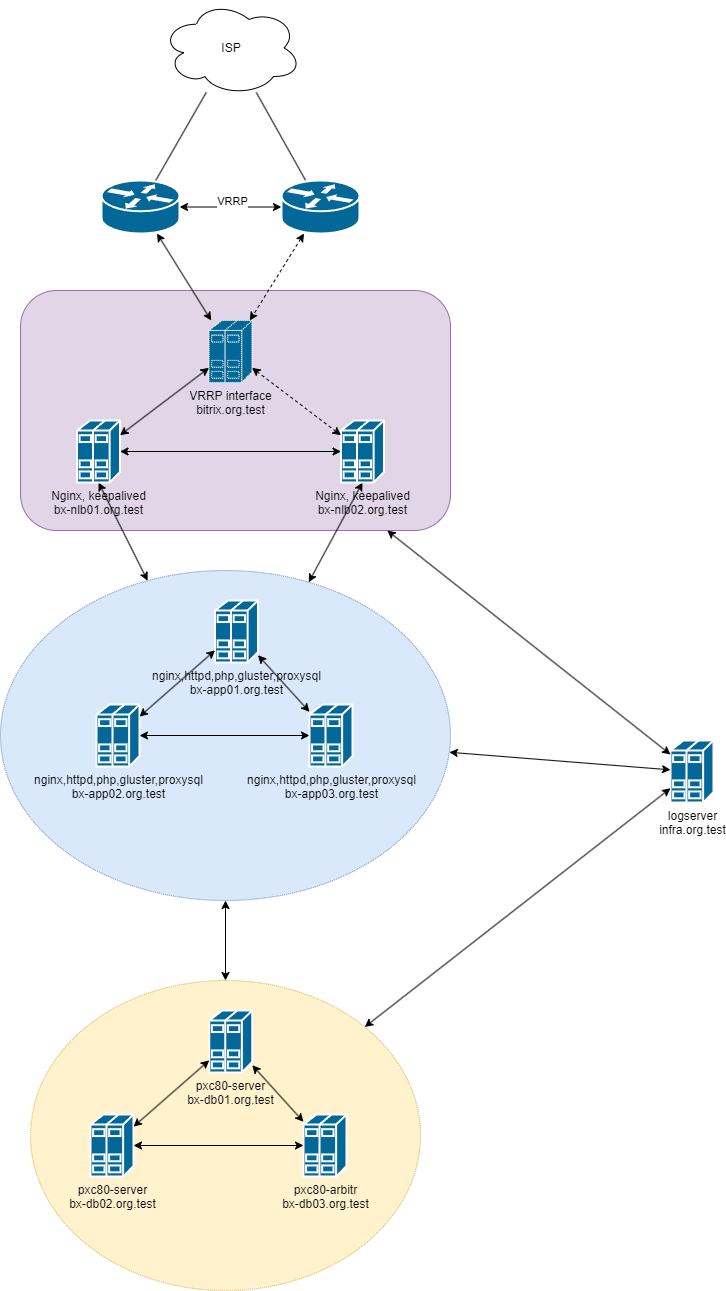 ISP
VRRP
VRRP interface
bitrix.org.test
Nginx, keepalived
bx-nlb01.org.test
Nginx, keepalived
bx-nlb02.org.test
nginx,httpd,php,gluster,proxysql
bx-app01.org.test
nginx,httpd,php,gluster,proxysql
bx-app02.org.test
nginx,httpd,php,gluster,proxysql
bx-app03.org.test
logserver
infra.org.test
pxc80-server
bx-db01.org.test
pxc80-server
bx-db02.org.test
pxc80-arbitr
bx-db03.org.test